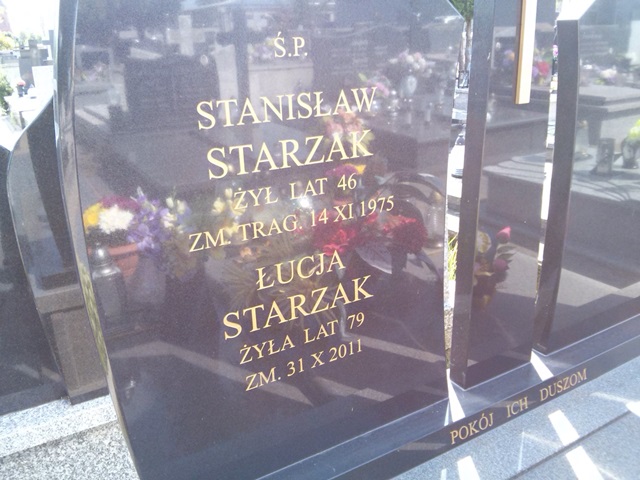 Ś.P.
STANISŁAW
STARZAK
ŻYŁ LAT 46
ZM. TRAG. 14 XI 1975
ŁUCJA
STARZAK
ŻYŁA LAT 79
ZM. 31 X 2011
POKÓJ ICH DUSZOM